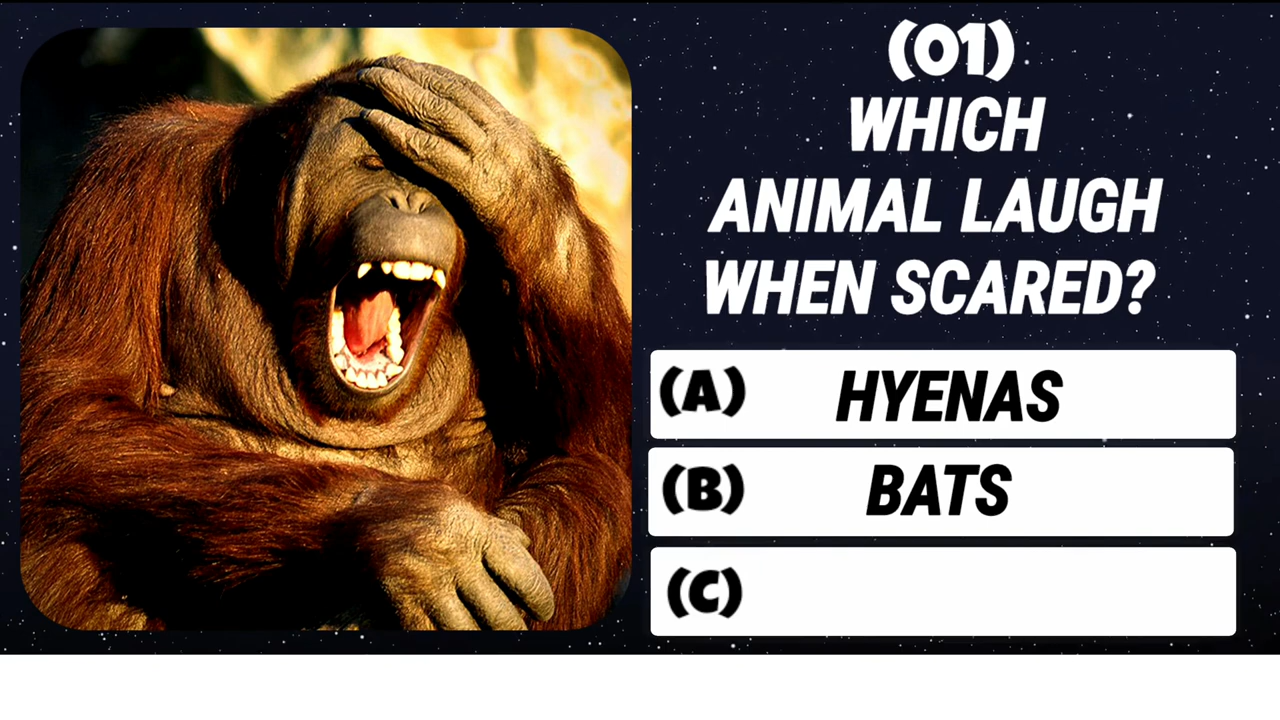 (01)
WHICH
ANIMAL LAUGH
WHEN SCARED?
(A) HYENAS
(B) BATS
(C)